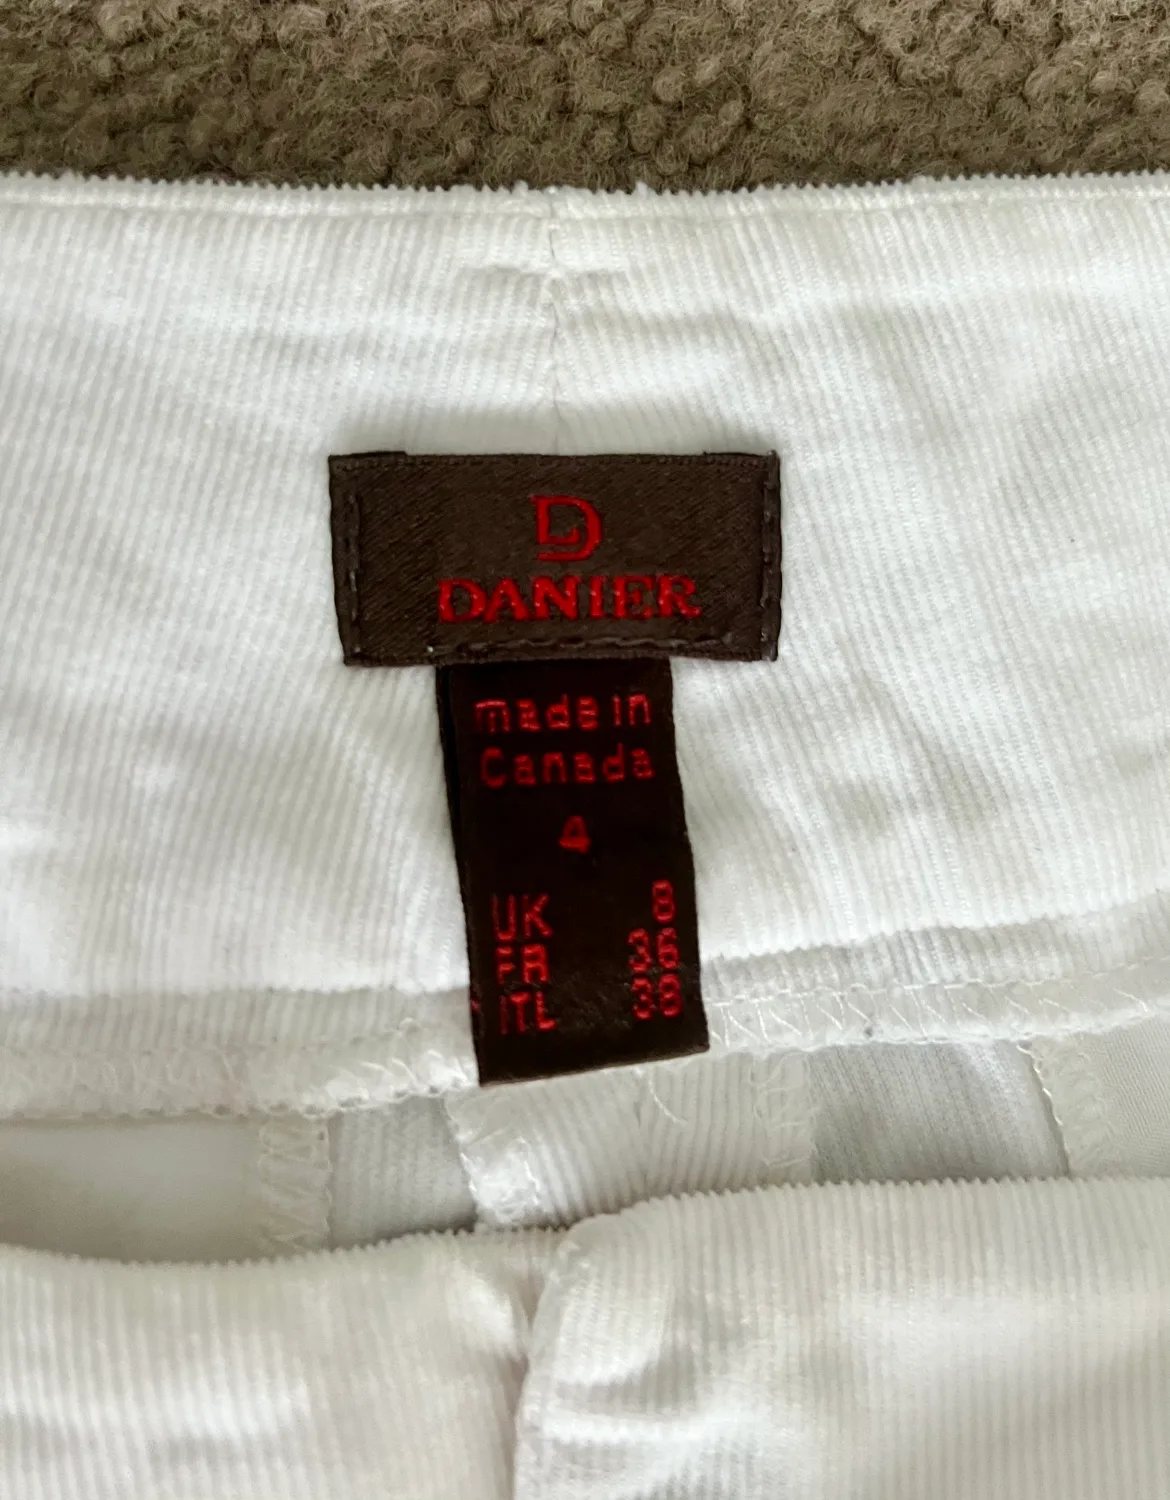 D
DANIER
made in
Canada
4
UK 8
FR 36
ITL 38